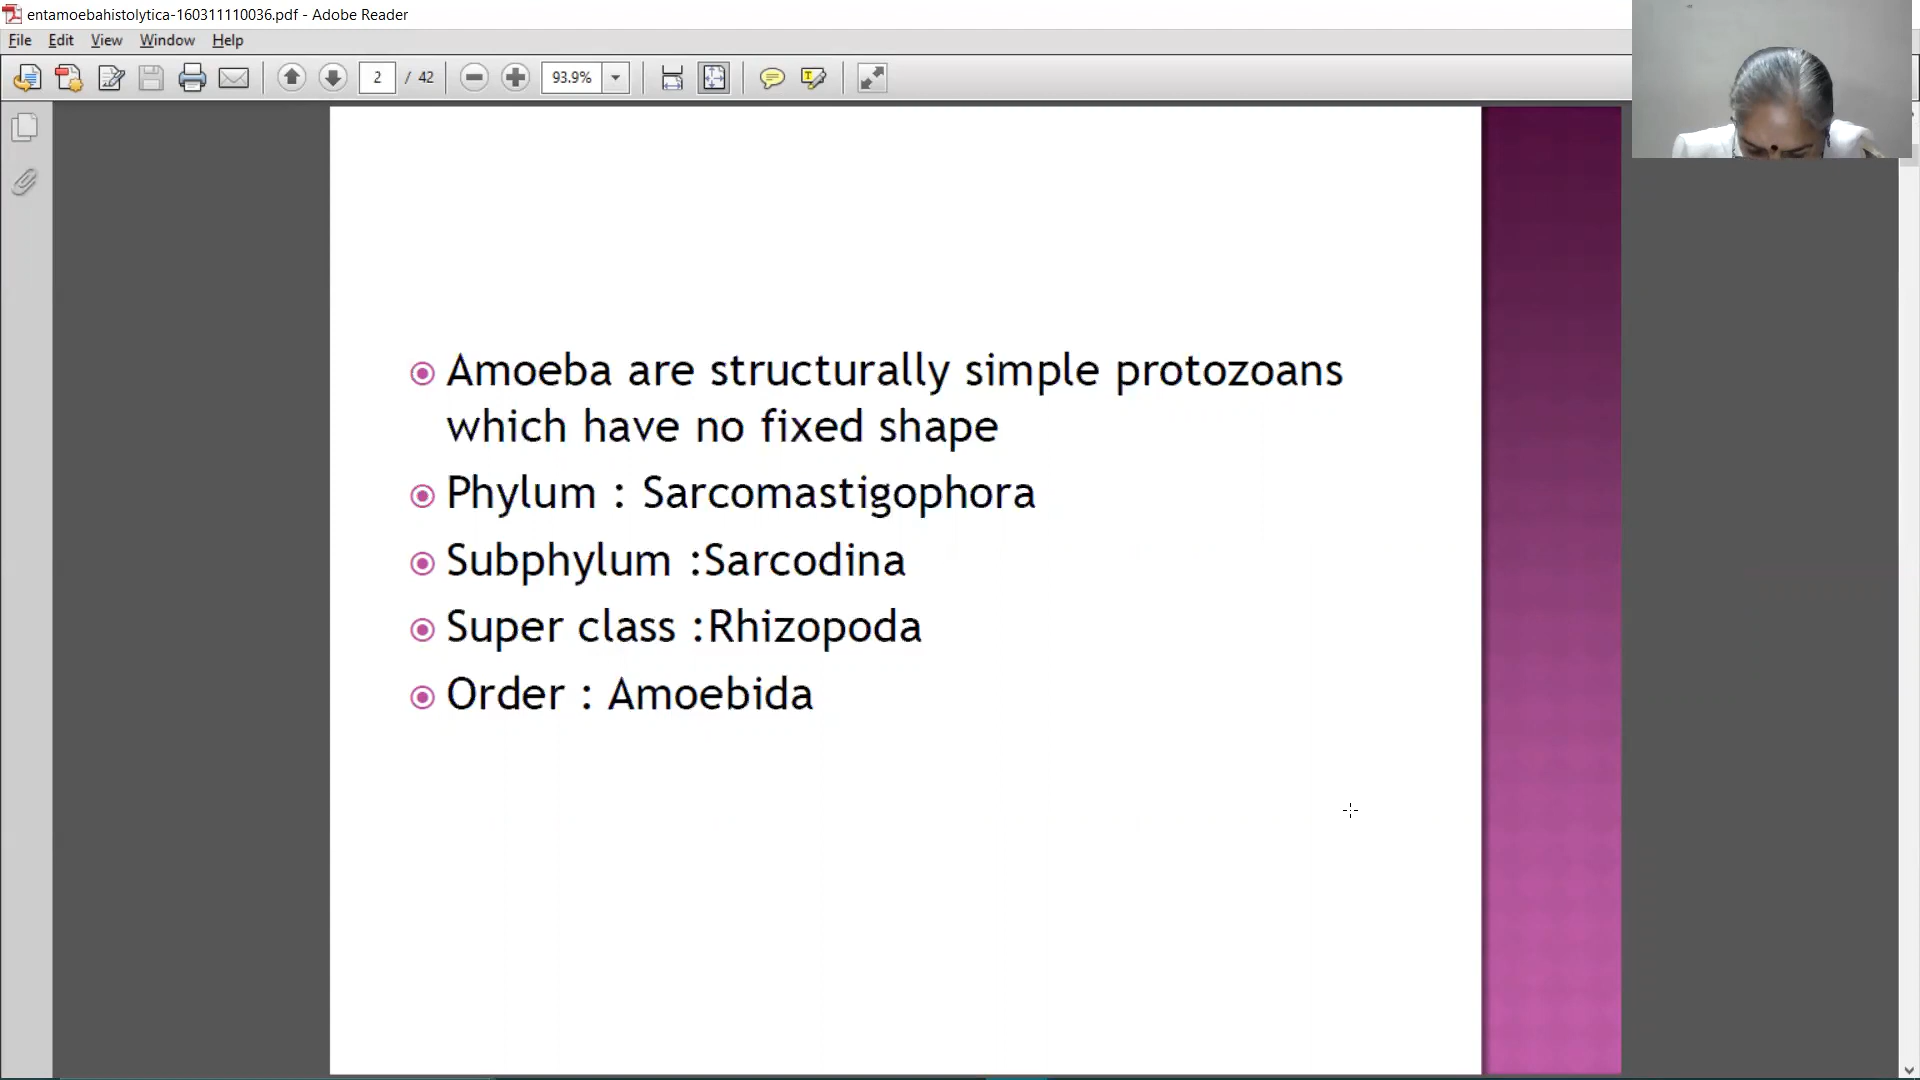 entamoebahistolytica-160311110036.pdf - Adobe Reader
File Edit View Window Help
2 / 42 93.9%
Amoeba are structurally simple protozoans
which have no fixed shape
Phylum : Sarcomastigophora
Subphylum :Sarcodina
Super class :Rhizopoda
Order : Amoebida